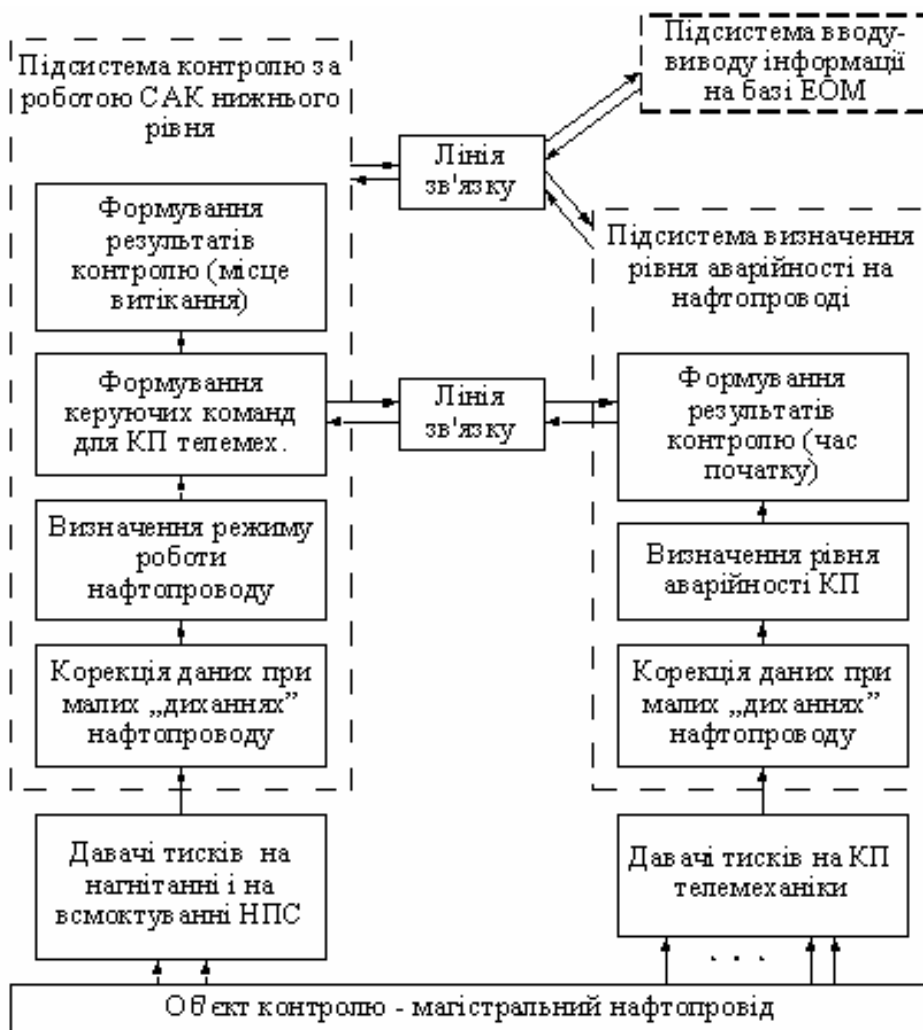 Підсистема контролю за
роботою САК нижнього
рівня
Формування
результатів
контролю (місце
витікання)
Формування
керуючих команд
для КП телемех.
Визначення режиму
роботи
нафтопроводу
Корекція даних при
малих „диханнях”
нафтопроводу
Давачі тисків на
нагнітанні і на
всмоктуванні НПС
Лінія
зв'язку
Лінія
зв'язку
Підсистема вводу-
виводу інформації
на базі ЕОМ
Підсистема визначення
рівня аварійності на
нафтопроводі
Формування
результатів
контролю (час
початку)
Визначення рівня
аварійності КП
Корекція даних при
малих „диханнях”
нафтопроводу
Давачі тисків на КП
телемеханіки
. . .
Об'єкт контролю - магістральний нафтопровід